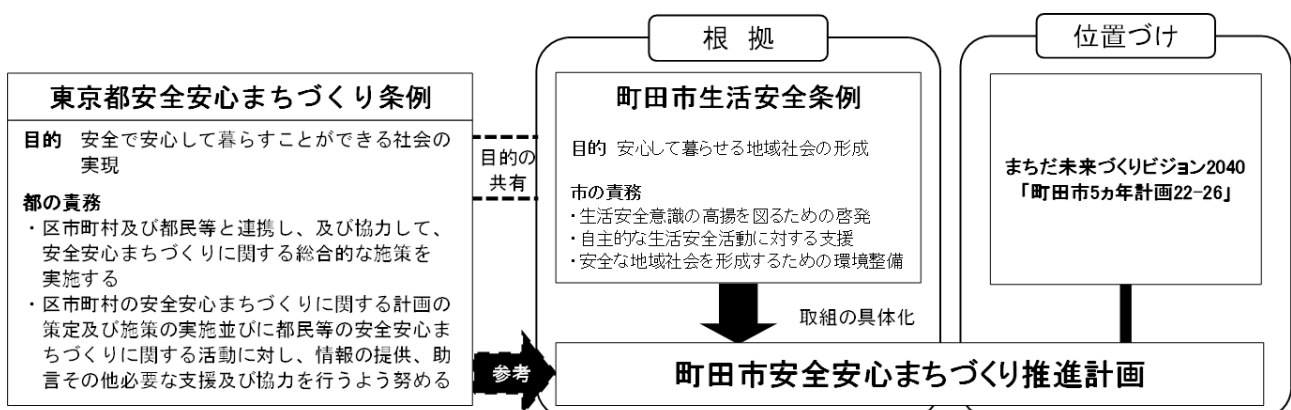 根 拠
位置づけ
東京都安全安心まちづくり条例
目的 安全で安心して暮らすことができる社会の
実現
都の責務
・区市町村及び都民等と連携し、及び協力して、
安全安心まちづくりに関する総合的な施策を
実施する
・区市町村の安全安心まちづくりに関する計画の
策定及び施策の実施並びに都民等の安全安心ま
ちづくりに関する活動に対し、情報の提供、助
言その他必要な支援及び協力を行うよう努める
目的の
共有
参考
町田市生活安全条例
目的 安心して暮らせる地域社会の形成
市の責務
・生活安全意識の高揚を図るための啓発
・自主的な生活安全活動に対する支援
・安全な地域社会を形成するための環境整備
取組の具体化
まちだ未来づくりビジョン2040
「町田市5ヵ年計画22-26」
町田市安全安心まちづくり推進計画